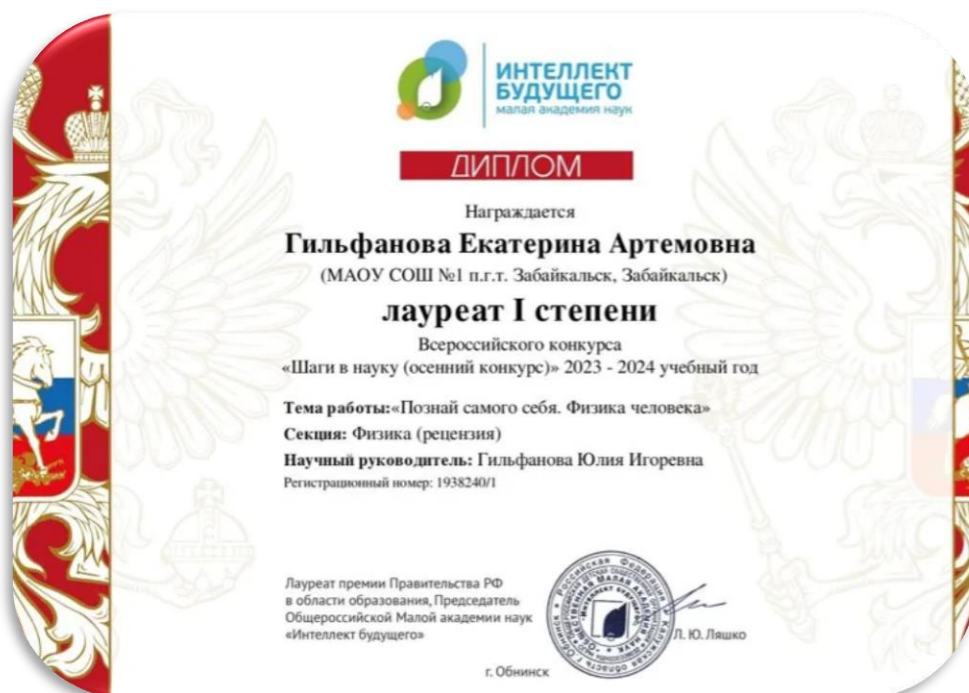 ИНТЕЛЛЕКТ
БУДУЩЕГО
малая академия наук
ДИПЛОМ
Награждается
Гильфанова Екатерина Артемовна
(МАОУ СОШ №1 п.г.т. Забайкальск, Забайкальск)
лауреат I степени
Всероссийского конкурса
«Шаги в науку (осенний конкурс)» 2023 - 2024 учебный год
Тема работы:«Познай самого себя. Физика человека»
Секция: Физика (рецензия)
Научный руководитель: Гильфанова Юлия Игоревна
Регистрационный номер: 1938240/1
Лауреат премии Правительства РФ
в области образования, Председатель
Общероссийской Малой академии наук
«Интеллект будущего»
Л. Ю. Ляшко
г. Обнинск